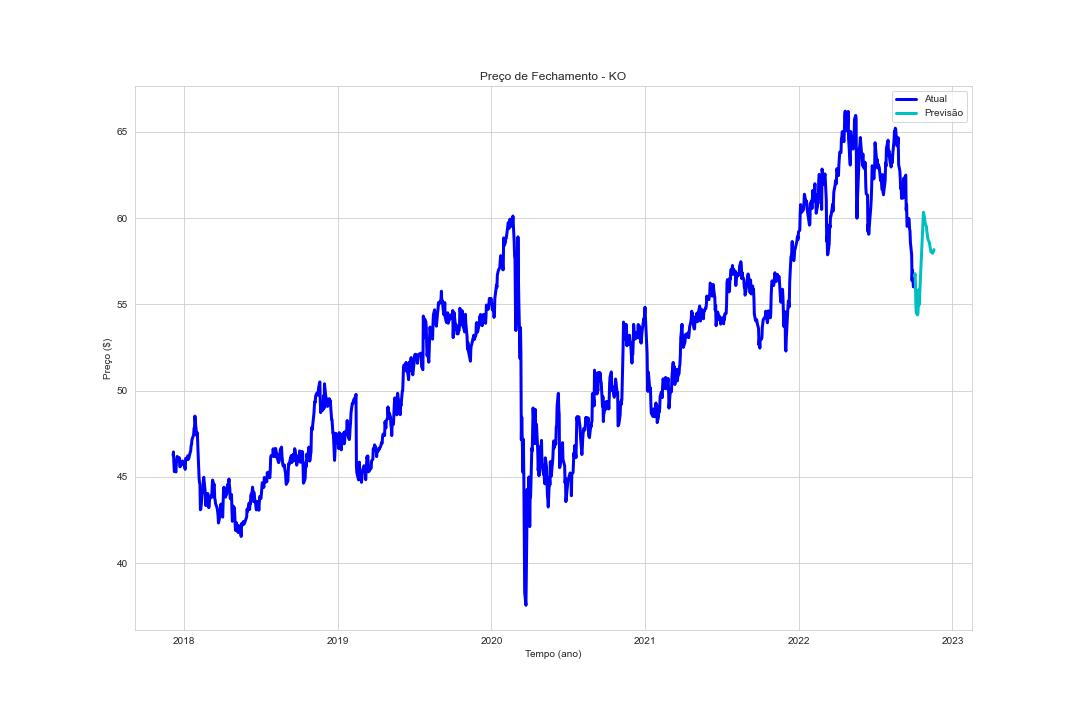 Preço de Fechamento - KO
Atual
Previsão
65
60
55
50
45
40
Preço ($)
2018
2019
2020
2021
2022
2023
Tempo (ano)